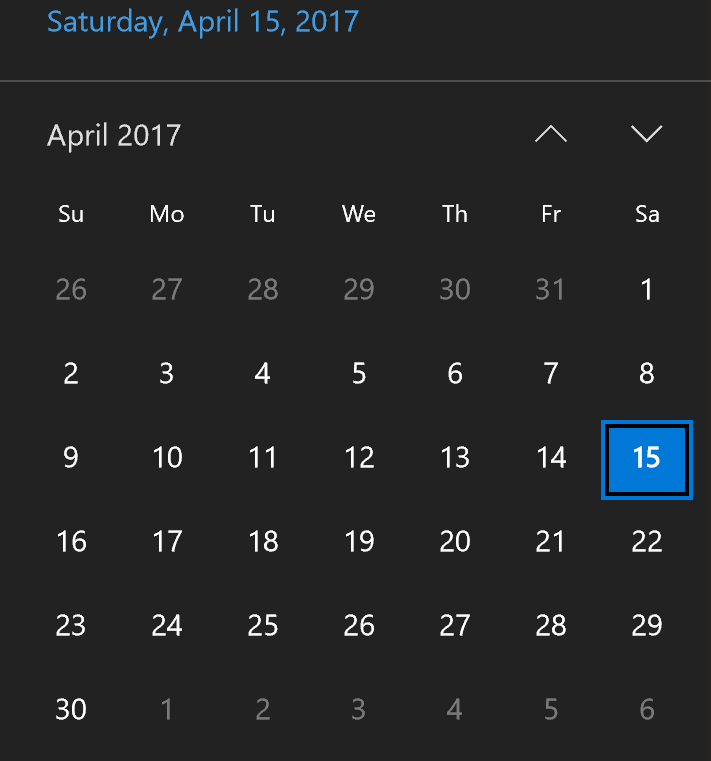 Saturday, April 15, 2017
April 2017
Su Mo Tu We Th Fr Sa
26 27 28 29 30 31 1
2 3 4 5 6 7 8
9 10 11 12 13 14 15
16 17 18 19 20 21 22
23 24 25 26 27 28 29
30 1 2 3 4 5 6